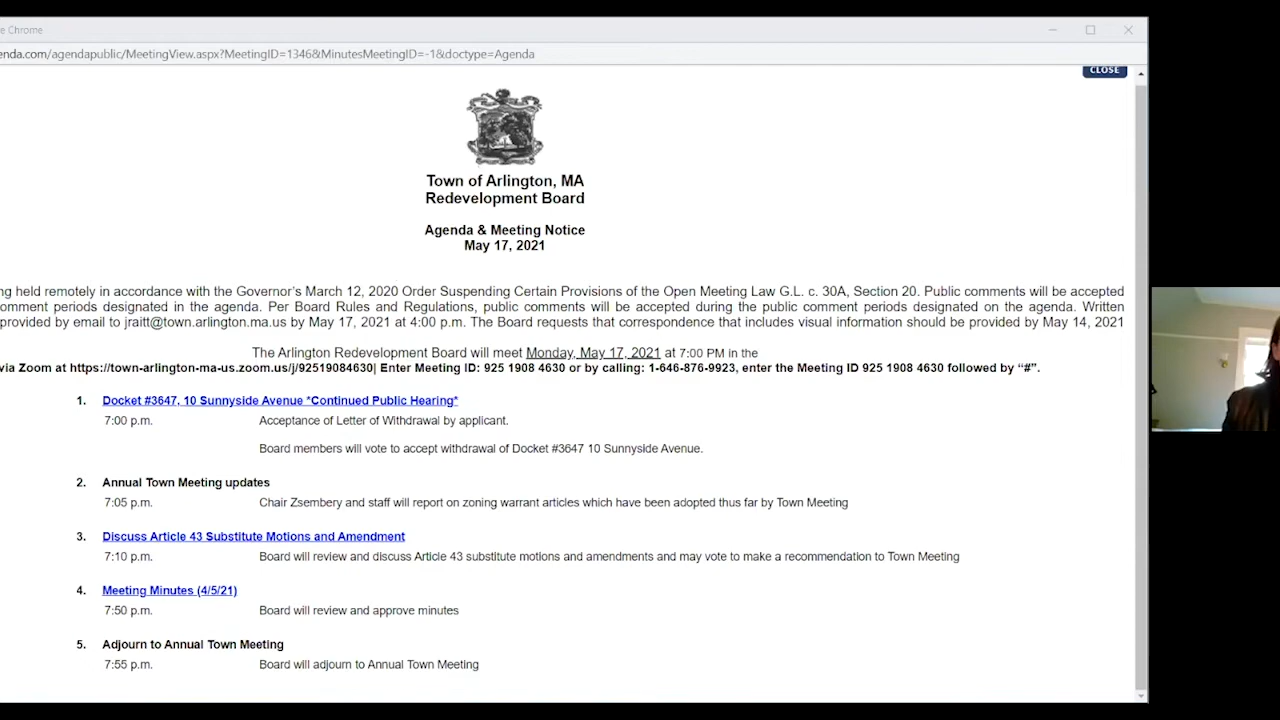 e Chrome
enda.com/agendapublic/MeetingView.aspx?MeetingID=1346&MinutesMeetingID=-1&doctype=Agenda
CLOSE
Town of Arlington, MA
Redevelopment Board
Agenda & Meeting Notice
May 17, 2021
ng held remotely in accordance with the Governor's March 12, 2020 Order Suspending Certain Provisions of the Open Meeting Law G.L. c. 30A, Section 20. Public comments will be accepted
omment periods designated in the agenda. Per Board Rules and Regulations, public comments will be accepted during the public comment periods designated on the agenda. Written
provided by email to jraitt@town.arlington.ma.us by May 17, 2021 at 4:00 p.m. The Board requests that correspondence that includes visual information should be provided by May 14, 2021
The Arlington Redevelopment Board will meet Monday, May 17, 2021 at 7:00 PM in the
via Zoom at https://town-arlington-ma-us.zoom.us/j/92519084630| Enter Meeting ID: 925 1908 4630 or by calling: 1-646-876-9923, enter the Meeting ID 925 1908 4630 followed by “#”.
1. Docket #3647, 10 Sunnyside Avenue *Continued Public Hearing*
7:00 p.m. Acceptance of Letter of Withdrawal by applicant.
Board members will vote to accept withdrawal of Docket #3647 10 Sunnyside Avenue.
2. Annual Town Meeting updates
7:05 p.m. Chair Zsembery and staff will report on zoning warrant articles which have been adopted thus far by Town Meeting
3. Discuss Article 43 Substitute Motions and Amendment
7:10 p.m. Board will review and discuss Article 43 substitute motions and amendments and may vote to make a recommendation to Town Meeting
4. Meeting Minutes (4/5/21)
7:50 p.m. Board will review and approve minutes
5. Adjourn to Annual Town Meeting
7:55 p.m. Board will adjourn to Annual Town Meeting